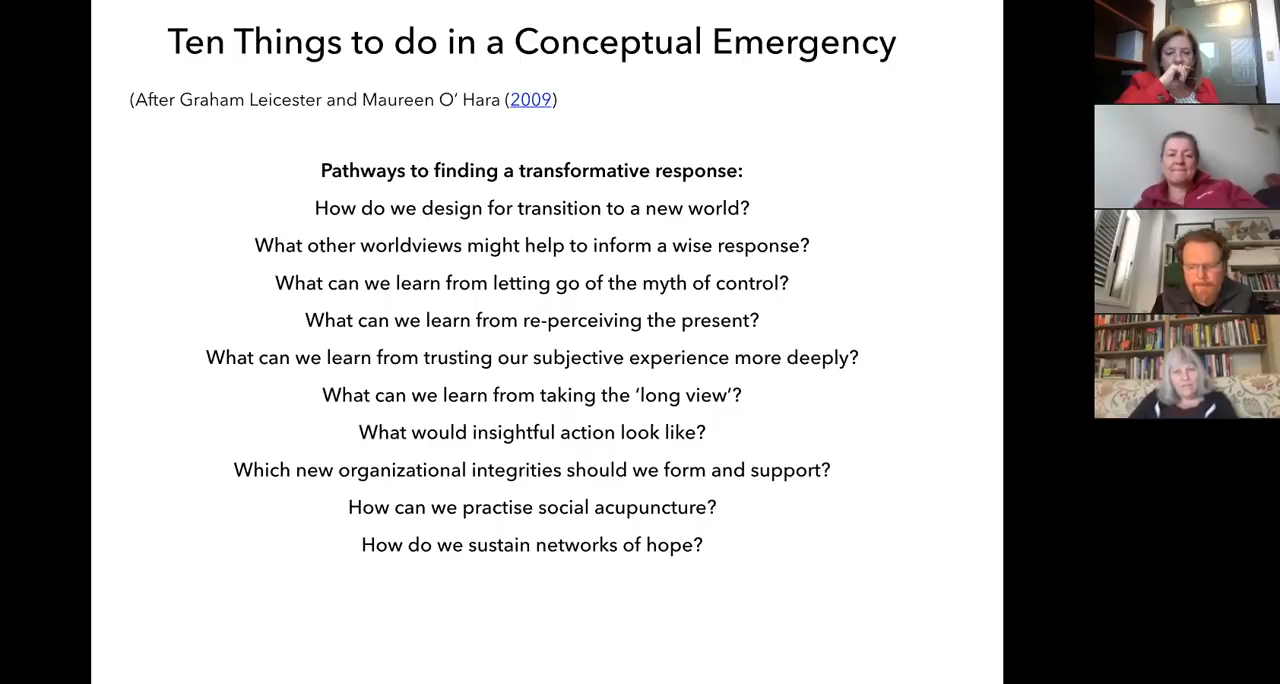 Ten Things to do in a Conceptual Emergency
(After Graham Leicester and Maureen O’ Hara (2009)
Pathways to finding a transformative response:
How do we design for transition to a new world?
What other worldviews might help to inform a wise response?
What can we learn from letting go of the myth of control?
What can we learn from re-perceiving the present?
What can we learn from trusting our subjective experience more deeply?
What can we learn from taking the ‘long view’?
What would insightful action look like?
Which new organizational integrities should we form and support?
How can we practise social acupuncture?
How do we sustain networks of hope?